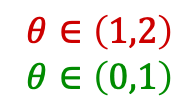 θ ∈ (1,2)
θ ∈ (0,1)